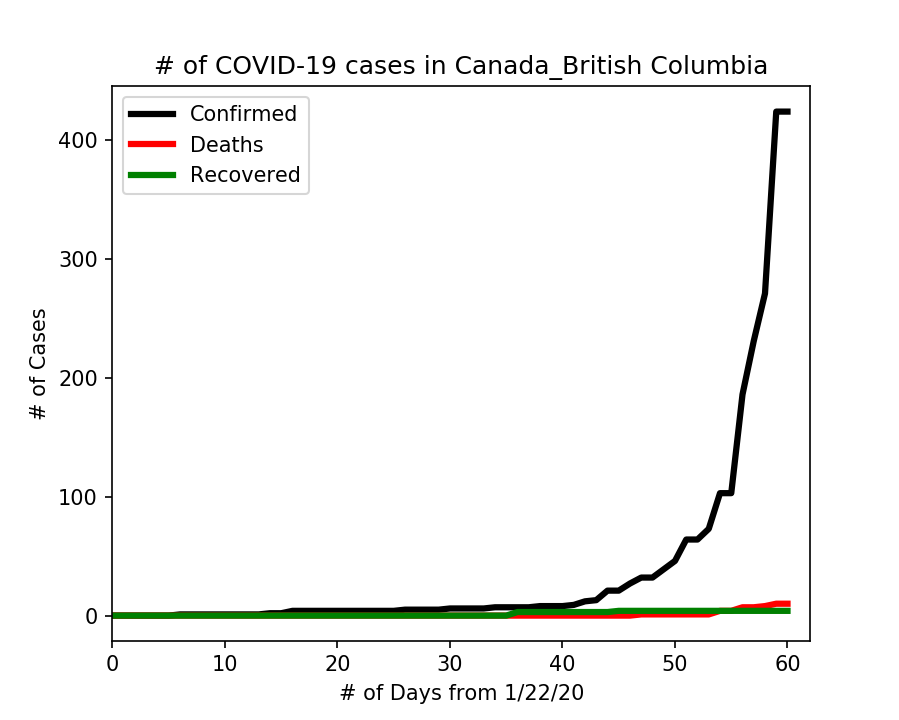 # of COVID-19 cases in Canada_British Columbia
Confirmed
Deaths
Recovered
400
300
200
100
0
# of Cases
0 10 20 30 40 50 60
# of Days from 1/22/20